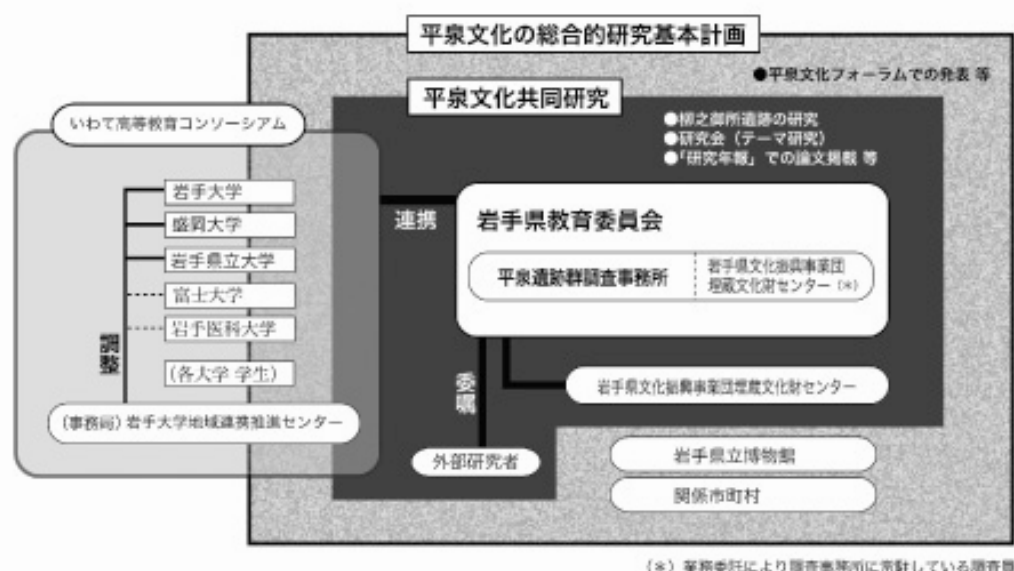 平泉文化の総合的研究基本計画
●平泉文化フォーラムでの発表 等
平泉文化共同研究
●柳之御所遺跡の研究
●研究会（テーマ研究）
●「研究年報」での論文掲載 等
いわて高等教育コンソーシアム
岩手大学
盛岡大学
岩手県立大学
富士大学
岩手医科大学
(各大学 学生)
調整
(事務局) 岩手大学地域連携推進センター
連携
岩手県教育委員会
平泉遺跡群調査事務所
岩手県文化振興事業団
埋蔵文化財センター（*）
委嘱
岩手県文化振興事業団埋蔵文化財センター
外部研究者
岩手県立博物館
関係市町村
（*）業務委託により調査事務所に常駐している調査員